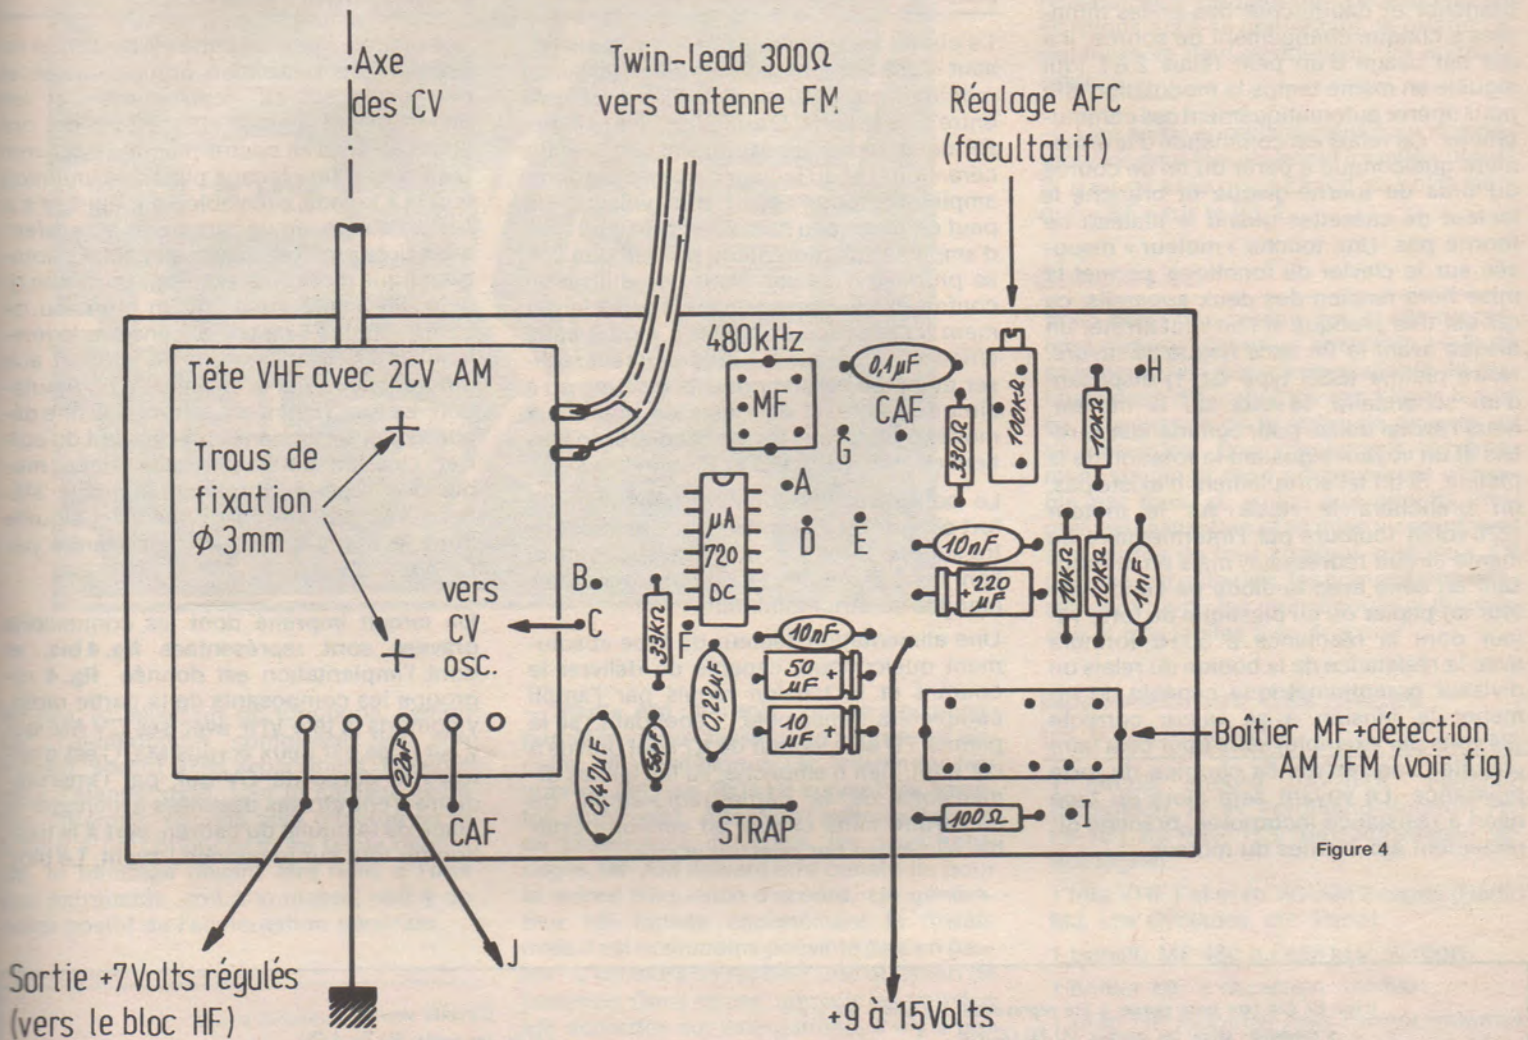 Axe
des CV
Twin-lead 300Ω
vers antenne FM
Réglage AFC
(facultatif)
480kHz
Tête VHF avec 2CV AM
MF
0,1µF
CAF
H
100kΩ
10kΩ
330Ω
G
Trous de
fixation
ϕ 3mm
A
µA
720
DC
D
E
10nF
+220
µF
10kΩ
10kΩ
1nF
B
vers
CV
osc.
C
33kΩ
F
10nF
50
µF +
0,22µF
10
µF +
Boîtier MF+détection
AM/FM (voir fig)
22nF
0,42µF
56pF
CAF
STRAP
100Ω
I
Figure 4
J
Sortie +7Volts régulés
(vers le bloc HF)
+9 à 15Volts